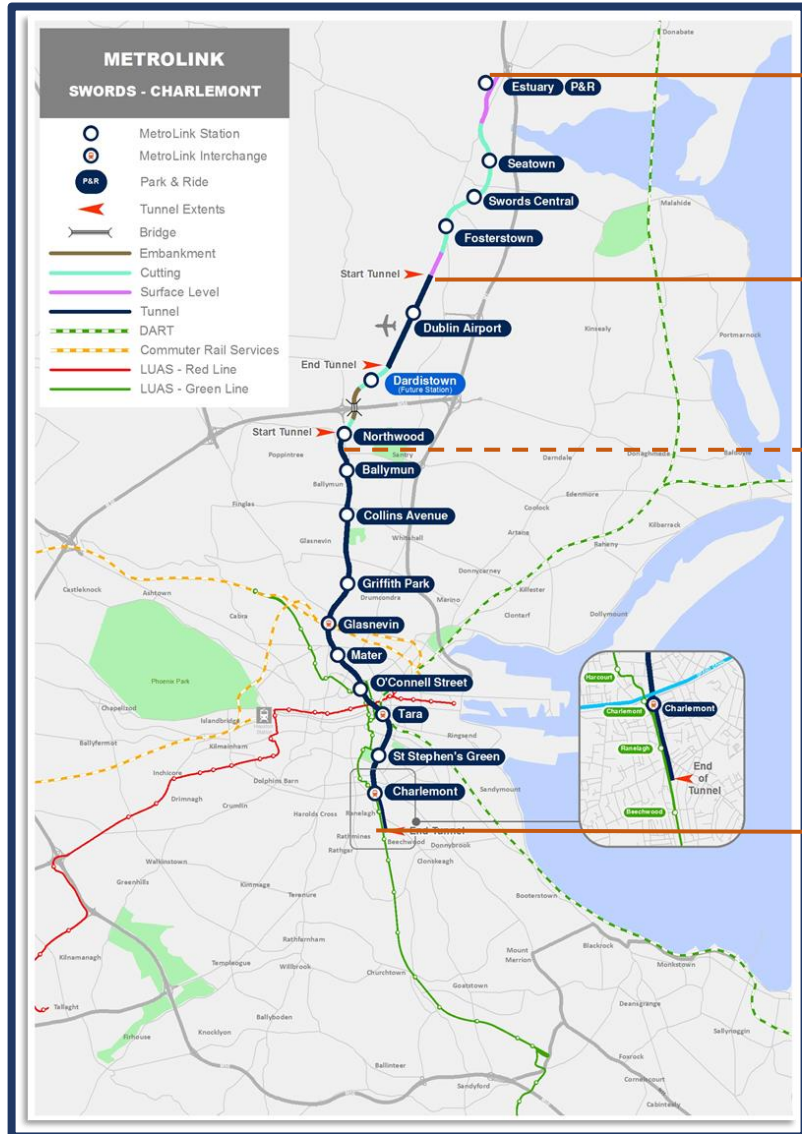 METROLINK
SWORDS - CHARLEMONT
MetroLink Station
MetroLink Interchange
P&R Park & Ride
Tunnel Extents
Bridge
Embankment
Cutting
Surface Level
Tunnel
DART
Commuter Rail Services
LUAS - Red Line
LUAS - Green Line
Donabate
Estuary P&R
Seatown
Swords Central
Malahide
Fosterstown
Start Tunnel
Dublin Airport
Kinsealy
Portmarnock
End Tunnel
Dardistown
(Future Station)
Start Tunnel
Northwood
Poppintree
Santry
Darndale
Donaghmede
Baldoyle
Ballymun
Ballymun
Edenmore
Finglas
Collins Avenue
Coolock
Kilbarrack
Glasnevin
Whitehall
Artane
Raheny
Donnycarney
Castleknock
Ashtown
Griffith Park
Killester
Drumcondra
Marino
Clontarf
Dollymount
Cabra
Glasnevin
Mater
Phoenix Park
O'Connell Street
Chapelizod
Islandbridge
Tara
Ringsend
Ballyfermot
Kilmainham
St Stephen's Green
Inchicore
Dolphins Barn
Sandymount
Charlemont
Drimnagh
Crumlin
Harolds Cross
Ranelagh
End Tunnel
Rathmines
Beechwood
Donnybrook
Rathgar
Clonskeagh
Harcourt
Charlemont
Charlemont
Ranelagh
End
of
Tunnel
Beechwood
Walkinstown
Greenhills
Kimmage
Terenure
Booterstown
Rathfarnham
Mount
Merrion
Blackrock
Kilnamanagh
Templeogue
Willbrook
Churchtown
Monkstown
Goatstown
Tallaght
Deansgrange
Ballyboden
Firhouse
Knocklyon
Sallynoggin
Foxrock
Ballinteer
Cornelscourt
Sandyford
Cabinteely